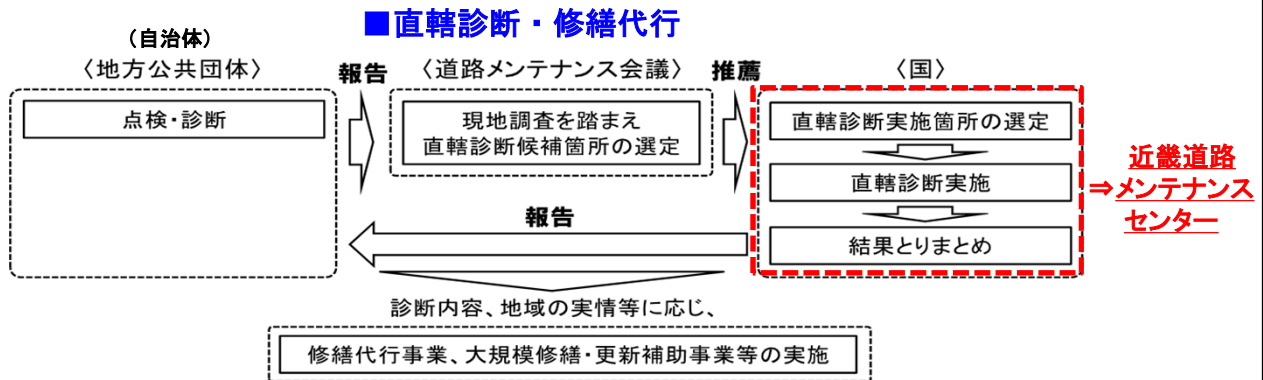 ■直轄診断・修繕代行
（自治体）
〈地方公共団体〉
報告
〈道路メンテナンス会議〉
推薦
〈国〉
点検・診断
現地調査を踏まえ
直轄診断候補箇所の選定
直轄診断実施箇所の選定
直轄診断実施
結果とりまとめ
近畿道路
⇒メンテナンス
センター
報告
診断内容、地域の実情等に応じ、
修繕代行事業、大規模修繕・更新補助事業等の実施